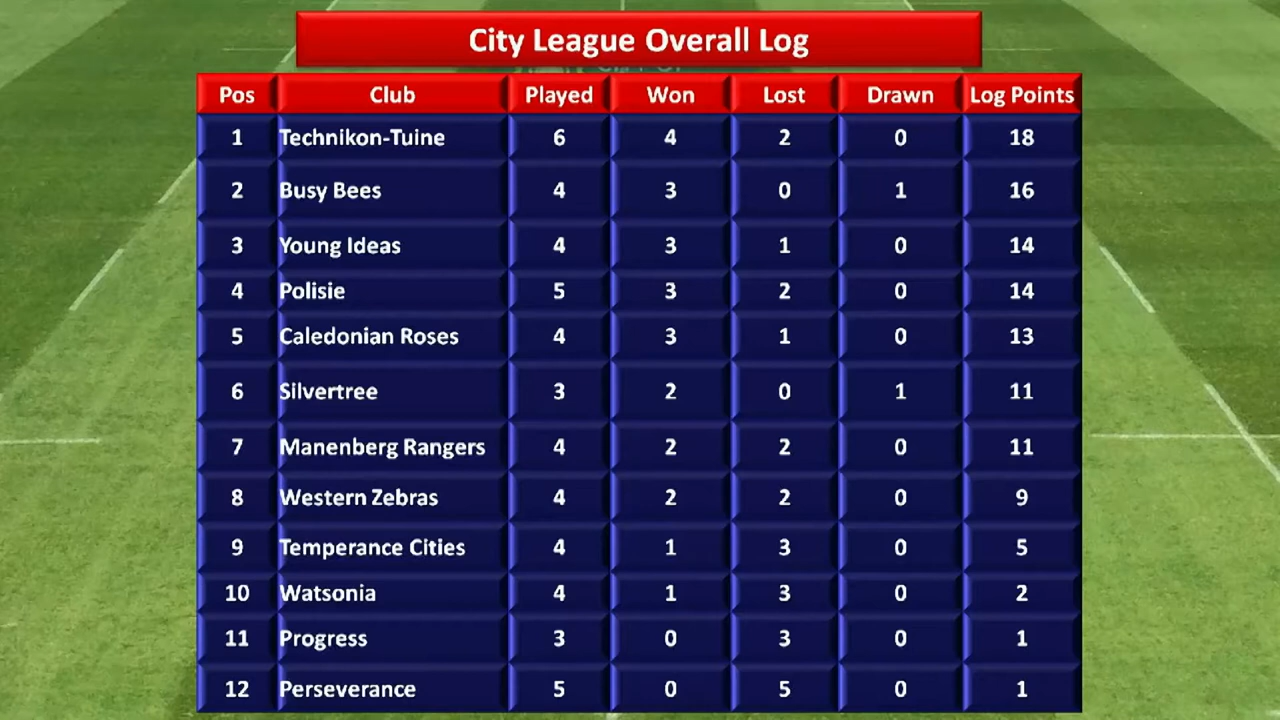 City League Overall Log
Pos Club Played Won Lost Drawn Log Points
1 Technikon-Tuine 6 4 2 0 18
2 Busy Bees 4 3 0 1 16
3 Young Ideas 4 3 1 0 14
4 Polisie 5 3 2 0 14
5 Caledonian Roses 4 3 1 0 13
6 Silvertree 3 2 0 1 11
7 Manenberg Rangers 4 2 2 0 11
8 Western Zebras 4 2 2 0 9
9 Temperance Cities 4 1 3 0 5
10 Watsonia 4 1 3 0 2
11 Progress 3 0 3 0 1
12 Perseverance 5 0 5 0 1